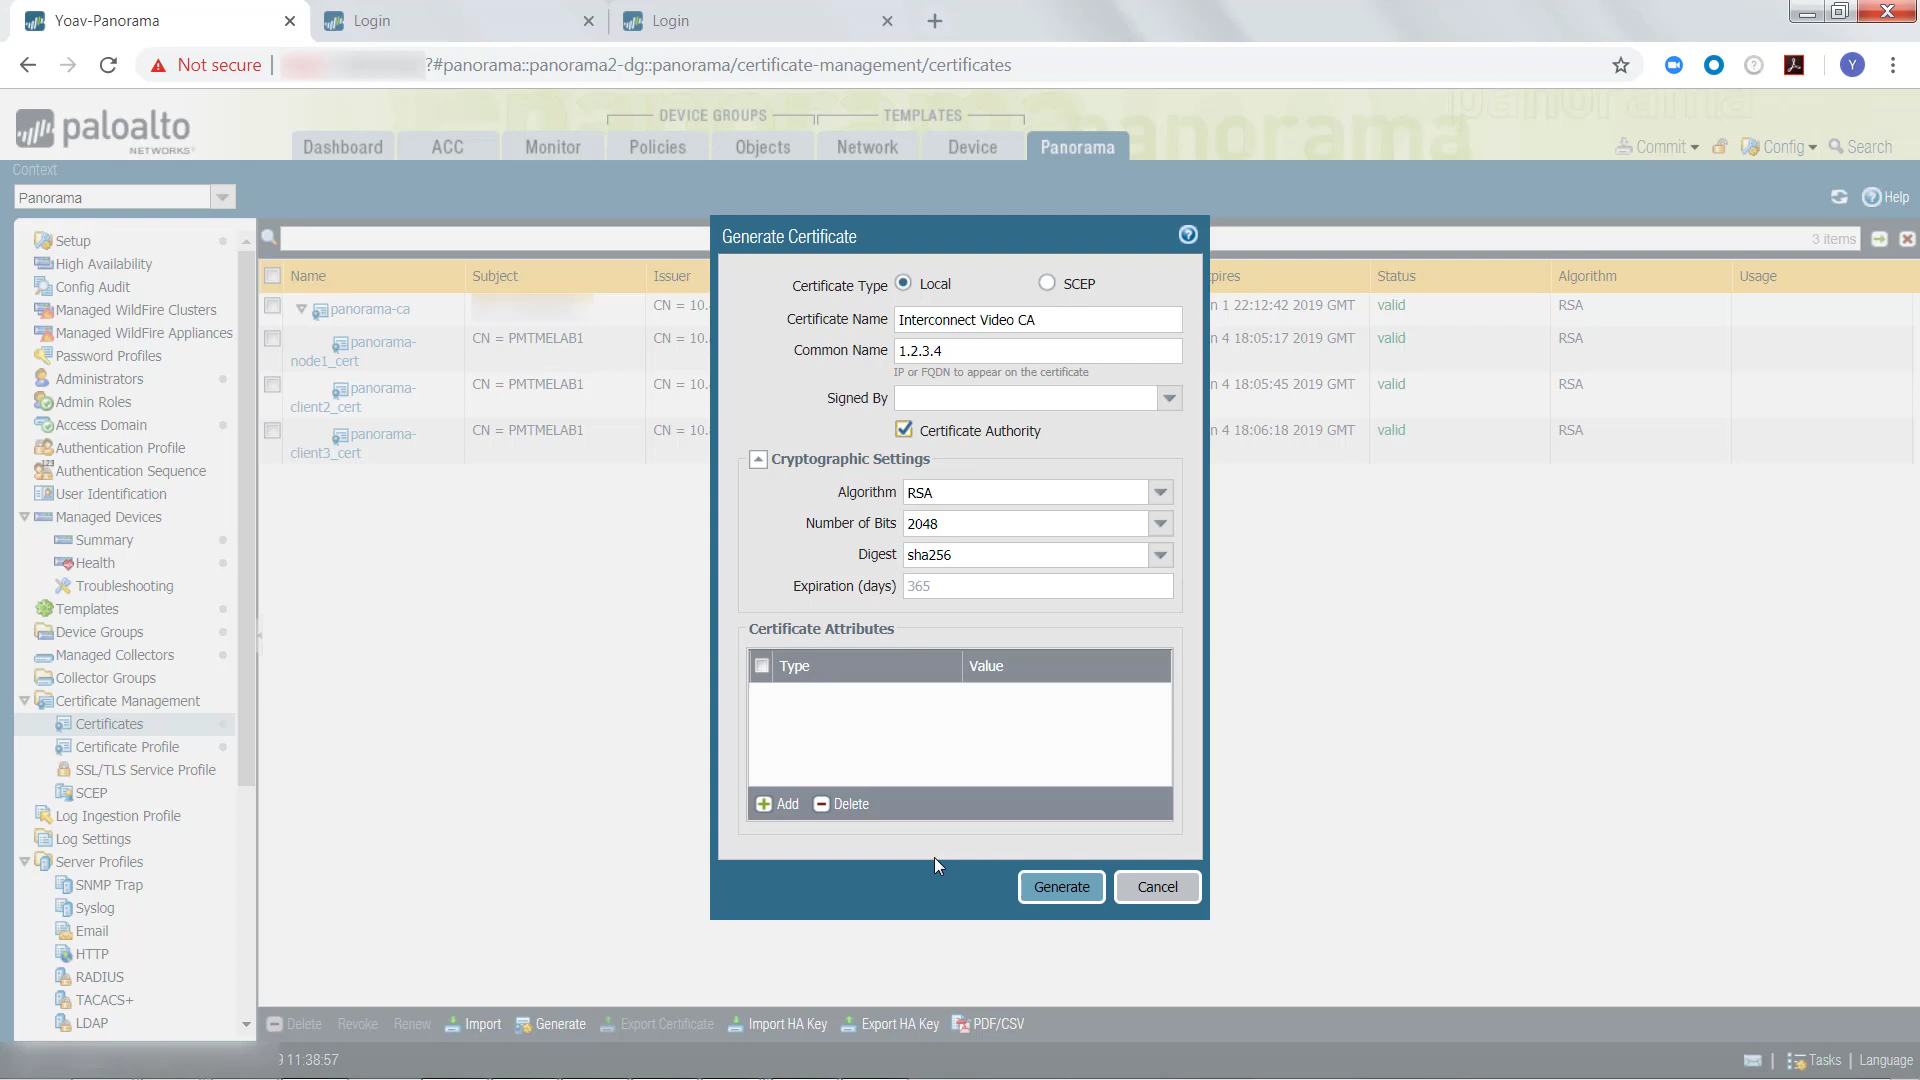 Yoav-Panorama
Login
Login
Not secure
?#panorama::panorama2-dg::panorama/certificate-management/certificates
Y
paloalto
NETWORKS
DEVICE GROUPS
TEMPLATES
panorama
panorama
panorama
Dashboard
ACC
Monitor
Policies
Objects
Network
Device
Panorama
Commit
Config
Search
Context
Panorama
Help
Setup
High Availability
Config Audit
Managed WildFire Clusters
Managed WildFire Appliances
Password Profiles
Administrators
Admin Roles
Access Domain
Authentication Profile
Authentication Sequence
User Identification
Managed Devices
Summary
Health
Troubleshooting
Templates
Device Groups
Managed Collectors
Collector Groups
Certificate Management
Certificates
Certificate Profile
SSL/TLS Service Profile
SCEP
Log Ingestion Profile
Log Settings
Server Profiles
SNMP Trap
Syslog
Email
HTTP
RADIUS
TACACS+
LDAP
3 items
Name Subject Issuer pires Status Algorithm Usage
panorama-ca CN = 10. n 1 22:12:42 2019 GMT valid RSA
panorama-node1_cert CN = PMTMELAB1 CN = 10. n 4 18:05:17 2019 GMT valid RSA
panorama-client2_cert CN = PMTMELAB1 CN = 10. n 4 18:05:45 2019 GMT valid RSA
panorama-client3_cert CN = PMTMELAB1 CN = 10. n 4 18:06:18 2019 GMT valid RSA
Generate Certificate
Certificate Type Local SCEP
Certificate Name Interconnect Video CA
Common Name 1.2.3.4
IP or FQDN to appear on the certificate
Signed By
Certificate Authority
Cryptographic Settings
Algorithm RSA
Number of Bits 2048
Digest sha256
Expiration (days) 365
Certificate Attributes
Type Value
Add Delete
Generate Cancel
Delete Revoke Renew Import Generate Export Certificate Import HA Key Export HA Key PDF/CSV
11:38:57
Tasks | Language